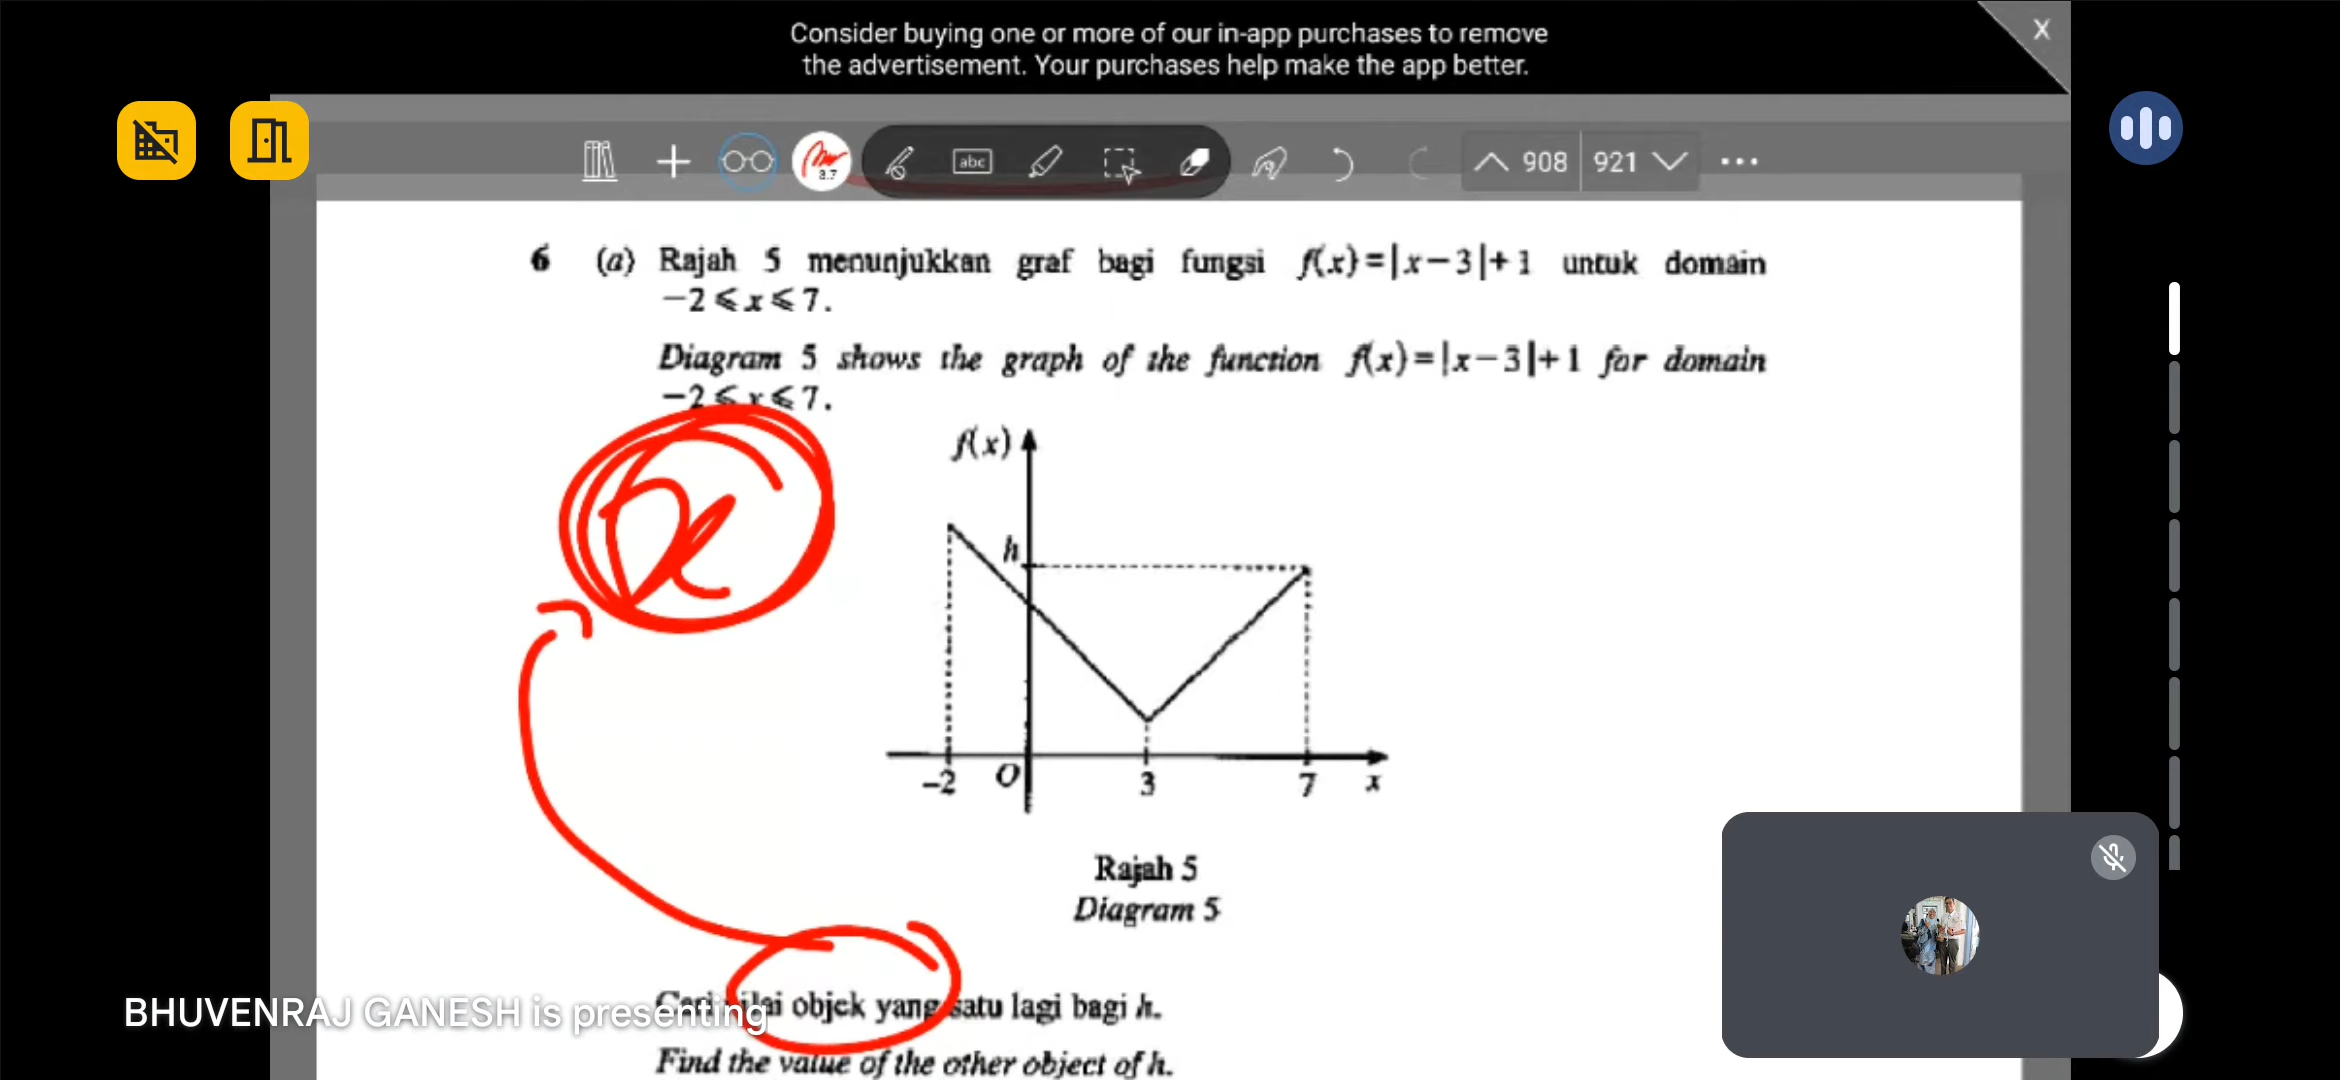 Consider buying one or more of our in-app purchases to remove
the advertisement. Your purchases help make the app better.
X
abc
3.7
908 921
6 (a) Rajah 5 menunjukkan graf bagi fungsi f(x)=|x−3|+1 untuk domain
−2⩽x⩽7.
Diagram 5 shows the graph of the function f(x)=|x−3|+1 for domain
−2⩽x⩽7.
x
f(x)
h
−2 O 3 7 x
Rajah 5
Diagram 5
BHUVENRAJ GANESH is presenting
objek yang satu lagi bagi h.
Find the value of the other object of h.